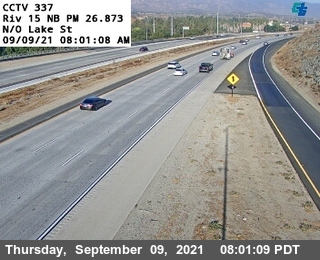 CCTV 337
Riv 15 NB PM 26.873
N/O Lake St
09/09/21 08:01:08 AM
Thursday, September 09, 2021 08:01:09 PDT